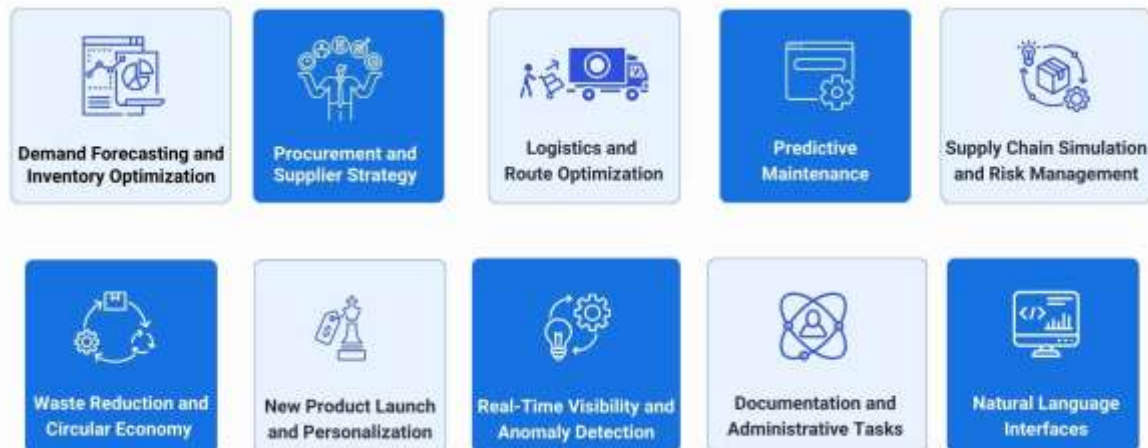 Demand Forecasting and
Inventory Optimization
Procurement and
Supplier Strategy
Logistics and
Route Optimization
Predictive
Maintenance
Supply Chain Simulation
and Risk Management
Waste Reduction and
Circular Economy
New Product Launch
and Personalization
Real-Time Visibility and
Anomaly Detection
Documentation and
Administrative Tasks
Natural Language
Interfaces